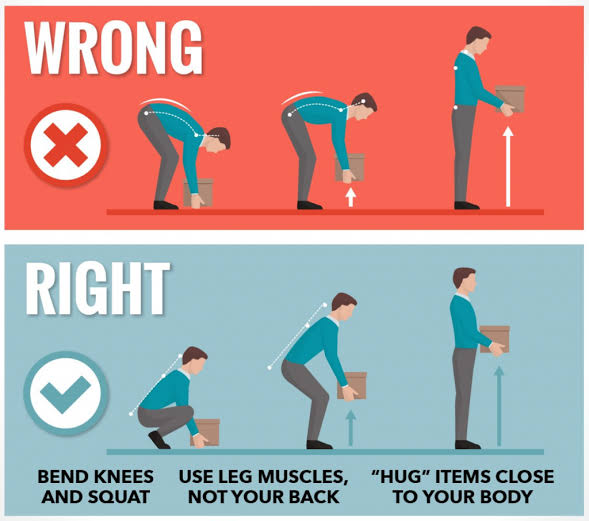 WRONG
RIGHT
BEND KNEES
AND SQUAT
USE LEG MUSCLES,
NOT YOUR BACK
“HUG” ITEMS CLOSE
TO YOUR BODY